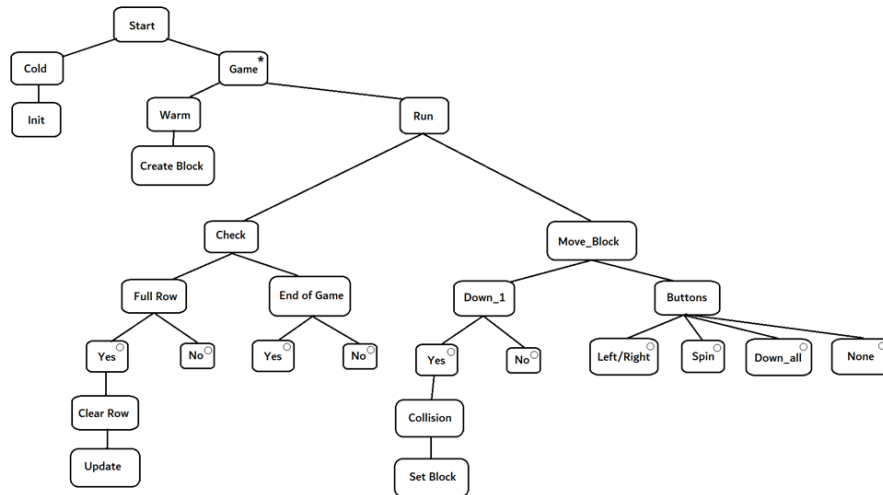 Start
Cold
Game*
Init
Warm
Run
Create Block
Check
Move_Block
Full Row
End of Game
Down_1
Buttons
Yes
No
Yes
No
Yes
No
Left/Right
Spin
Down_all
None
Clear Row
Collision
Update
Set Block